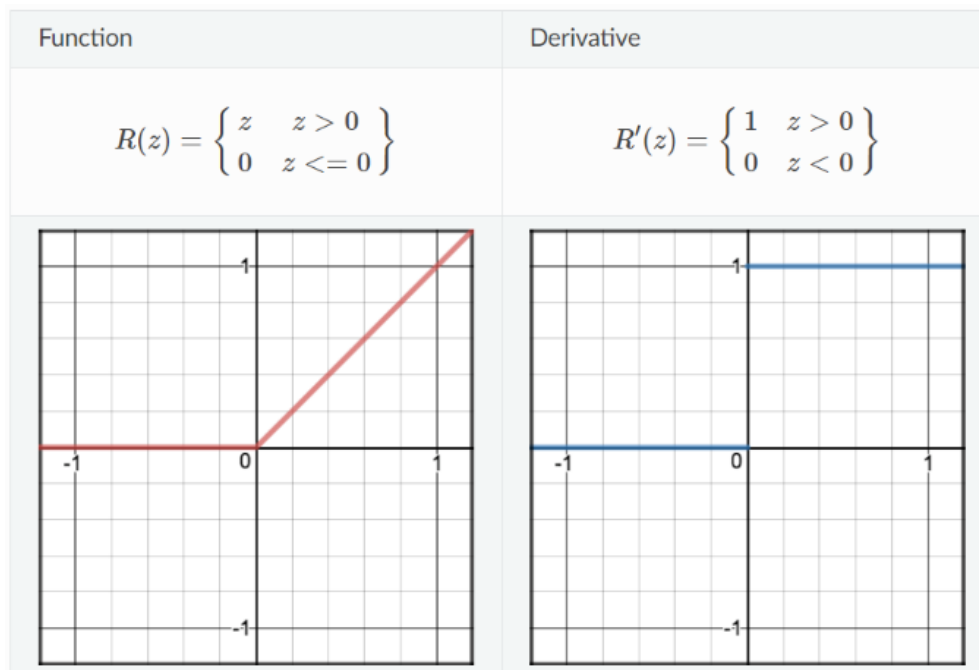 Function
Derivative
R(z) = { z z > 0
0 z <= 0 }
R′(z) = { 1 z > 0
0 z < 0 }
1
-1
0
1
-1
1
-1
0
1
-1